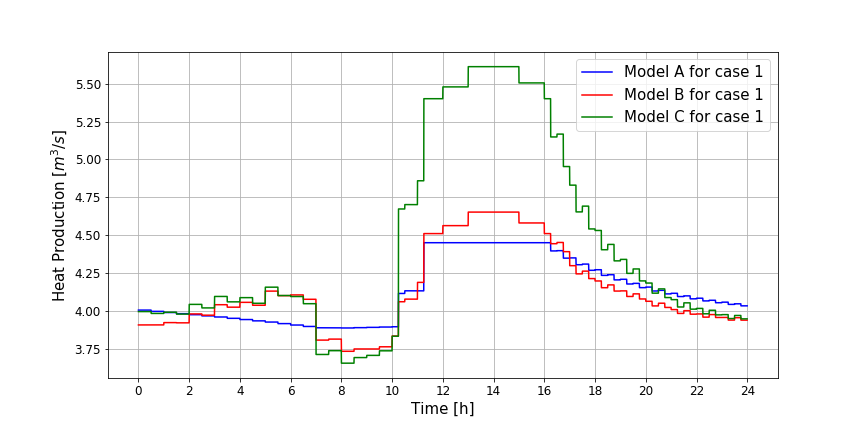 Heat Production [m³/s]
5.50
5.25
5.00
4.75
4.50
4.25
4.00
3.75
Model A for case 1
Model B for case 1
Model C for case 1
0 2 4 6 8 10 12 14 16 18 20 22 24
Time [h]